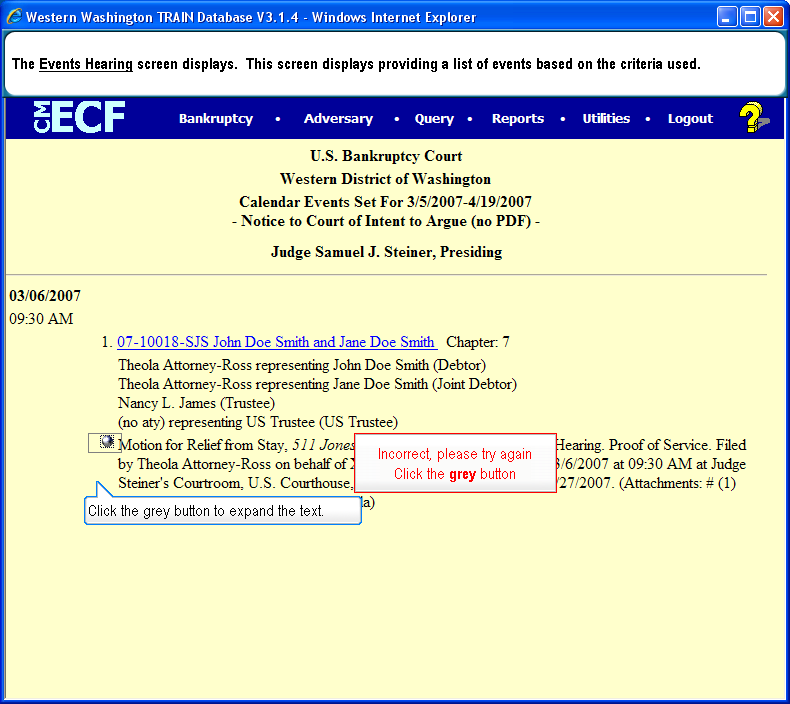 Western Washington TRAIN Database V3.1.4 - Windows Internet Explorer
The Events Hearing screen displays. This screen displays providing a list of events based on the criteria used.
CM ECF Bankruptcy • Adversary • Query • Reports • Utilities • Logout ?
U.S. Bankruptcy Court
Western District of Washington
Calendar Events Set For 3/5/2007-4/19/2007
- Notice to Court of Intent to Argue (no PDF) -
Judge Samuel J. Steiner, Presiding
03/06/2007
09:30 AM
1. 07-10018-SJS John Doe Smith and Jane Doe Smith Chapter: 7
Theola Attorney-Ross representing John Doe Smith (Debtor)
Theola Attorney-Ross representing Jane Doe Smith (Joint Debtor)
Nancy L. James (Trustee)
(no aty) representing US Trustee (US Trustee)
Motion for Relief from Stay, 511 Jones Hearing. Proof of Service. Filed
by Theola Attorney-Ross on behalf of /6/2007 at 09:30 AM at Judge
Steiner's Courtroom, U.S. Courthouse, /27/2007. (Attachments: # (1)
la)
Incorrect, please try again
Click the grey button
Click the grey button to expand the text.